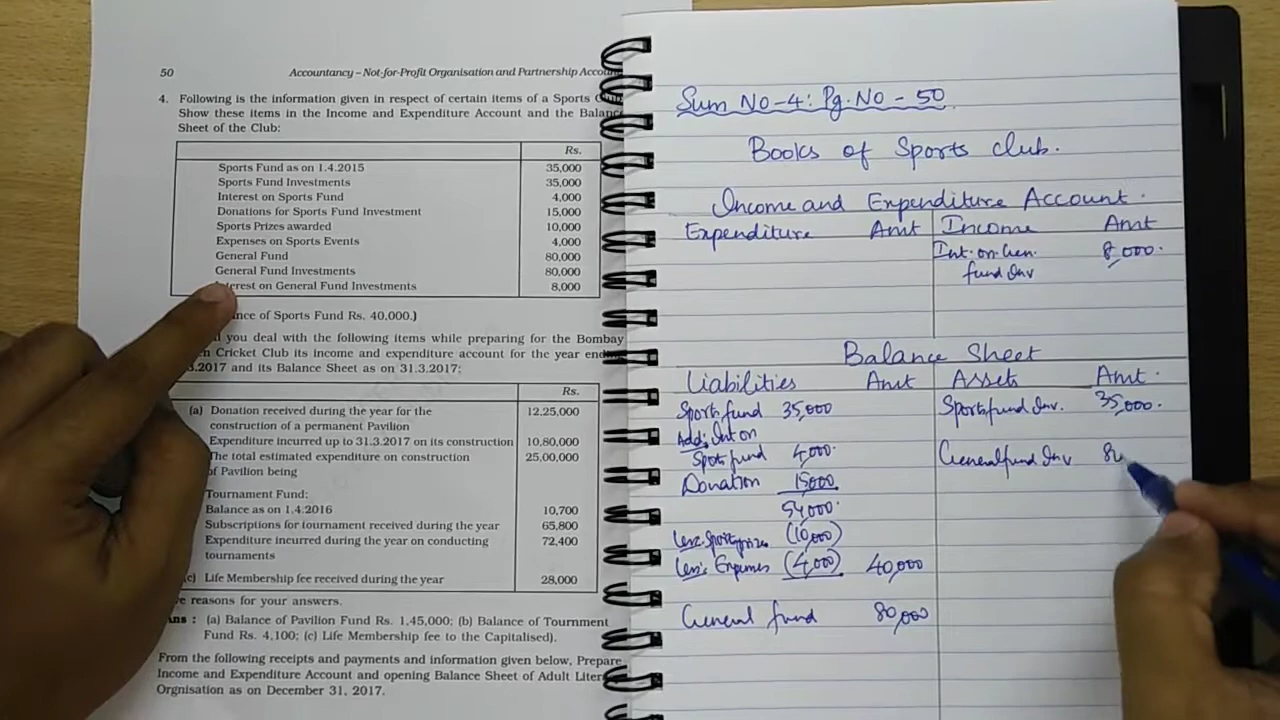 50
Accountancy – Not-for-Profit Organisation and Partnership Accoun
4. Following is the information given in respect of certain items of a Sports Club.
Show these items in the Income and Expenditure Account and the Balance
Sheet of the Club:
Rs.
Sports Fund as on 1.4.2015 35,000
Sports Fund Investments 35,000
Interest on Sports Fund 4,000
Donations for Sports Fund Investment 15,000
Sports Prizes awarded 10,000
Expenses on Sports Events 4,000
General Fund 80,000
General Fund Investments 80,000
terest on General Fund Investments 8,000
nce of Sports Fund Rs. 40,000.)
you deal with the following items while preparing for the Bombay
n Cricket Club its income and expenditure account for the year endi
3.2017 and its Balance Sheet as on 31.3.2017:
Rs.
(a) Donation received during the year for the 12,25,000
construction of a permanent Pavilion
Expenditure incurred up to 31.3.2017 on its construction 10,80,000
The total estimated expenditure on construction 25,00,000
of Pavilion being
Tournament Fund:
Balance as on 1.4.2016 10,700
Subscriptions for tournament received during the year 65,800
Expenditure incurred during the year on conducting 72,400
tournaments
(c) Life Membership fee received during the year 28,000
e reasons for your answers.
ns : (a) Balance of Pavilion Fund Rs. 1,45,000; (b) Balance of Tournment
Fund Rs. 4,100; (c) Life Membership fee to the Capitalised).
From the following receipts and payments and information given below, Prepare
Income and Expenditure Account and opening Balance Sheet of Adult Litera
Orgnisation as on December 31, 2017.
Sum No-4: Pg.No - 50.
Books of Sports club.
Income and Expenditure Account.
Expenditure Amt Income Amt
Int. on. Gen. 8,000.
fund Inv
Balance Sheet
Liabilities Amt Assets Amt.
Sports fund 35,000 Sportsfund Inv. 35,000.
Add: Int on
Spots fund 4,000. General fund Inv 80
Donation 15000
54,000.
Less: Sport prizes (10,000)
Less: Expenses (4,000) 40,000
General fund 80,000